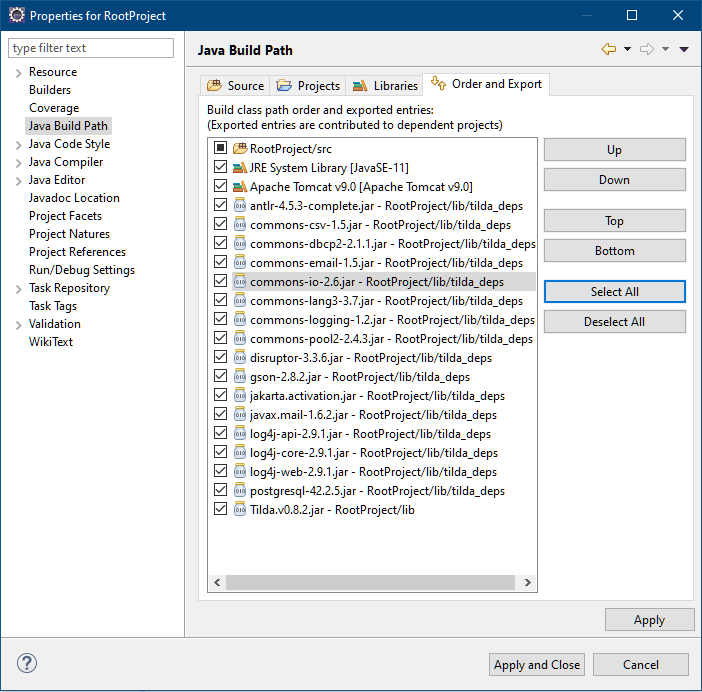 Properties for RootProject
type filter text
Resource
Builders
Coverage
Java Build Path
Java Code Style
Java Compiler
Java Editor
Javadoc Location
Project Facets
Project Natures
Project References
Run/Debug Settings
Task Repository
Task Tags
Validation
WikiText
Java Build Path
Source Projects Libraries Order and Export
Build class path order and exported entries:
(Exported entries are contributed to dependent projects)
RootProject/src
JRE System Library [JavaSE-11]
Apache Tomcat v9.0 [Apache Tomcat v9.0]
antlr-4.5.3-complete.jar - RootProject/lib/tilda_deps
commons-csv-1.5.jar - RootProject/lib/tilda_deps
commons-dbcp2-2.1.1.jar - RootProject/lib/tilda_deps
commons-email-1.5.jar - RootProject/lib/tilda_deps
commons-io-2.6.jar - RootProject/lib/tilda_deps
commons-lang3-3.7.jar - RootProject/lib/tilda_deps
commons-logging-1.2.jar - RootProject/lib/tilda_deps
commons-pool2-2.4.3.jar - RootProject/lib/tilda_deps
disruptor-3.3.6.jar - RootProject/lib/tilda_deps
gson-2.8.2.jar - RootProject/lib/tilda_deps
jakarta.activation.jar - RootProject/lib/tilda_deps
javax.mail-1.6.2.jar - RootProject/lib/tilda_deps
log4j-api-2.9.1.jar - RootProject/lib/tilda_deps
log4j-core-2.9.1.jar - RootProject/lib/tilda_deps
log4j-web-2.9.1.jar - RootProject/lib/tilda_deps
postgresql-42.2.5.jar - RootProject/lib/tilda_deps
Tilda.v0.8.2.jar - RootProject/lib
Up
Down
Top
Bottom
Select All
Deselect All
Apply
Apply and Close Cancel